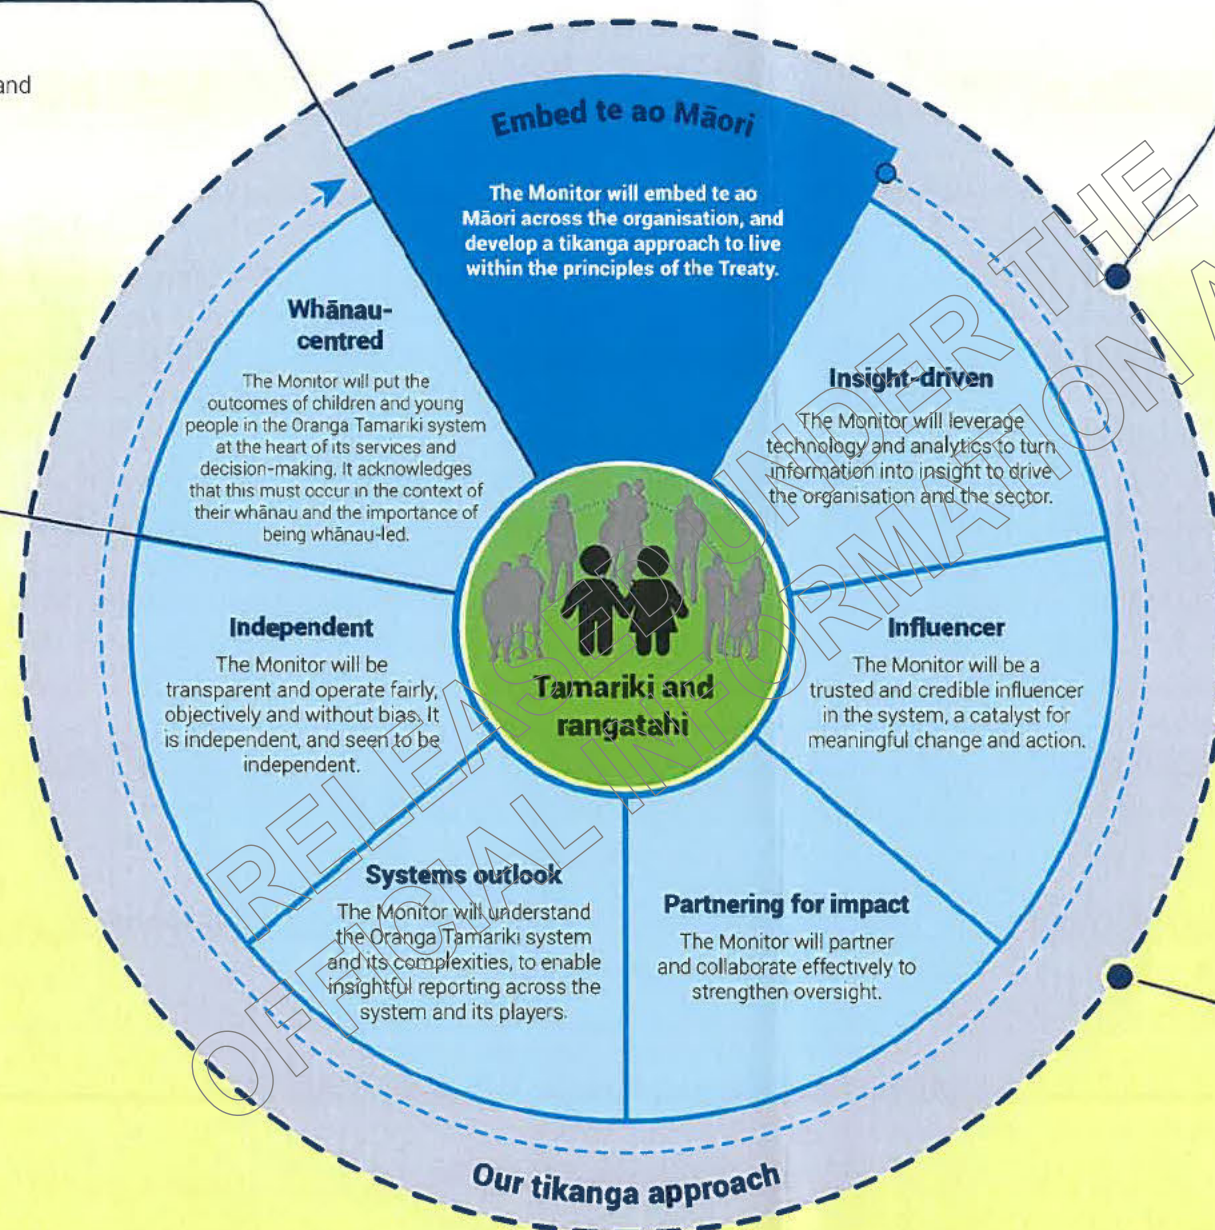 and
Embed te ao Māori
The Monitor will embed te ao
Māori across the organisation, and
develop a tikanga approach to live
within the principles of the Treaty.
Insight-driven
The Monitor will leverage
technology and analytics to turn
information into insight to drive
the organisation and the sector.
Influencer
The Monitor will be a
trusted and credible influencer
in the system, a catalyst for
meaningful change and action.
Partnering for impact
The Monitor will partner
and collaborate effectively to
strengthen oversight.
Systems outlook
The Monitor will understand
the Oranga Tamariki system
and its complexities, to enable
insightful reporting across the
system and its players.
Independent
The Monitor will be
transparent and operate fairly,
objectively and without bias. It
is independent, and seen to be
independent.
Whānau-
centred
The Monitor will put the
outcomes of children and young
people in the Oranga Tamariki system
at the heart of its services and
decision-making. It acknowledges
that this must occur in the context of
their whānau and the importance of
being whānau-led.
Tamariki and
rangatahi
Our tikanga approach
RELEASED UNDER THE
OFFICIAL INFORMATION A